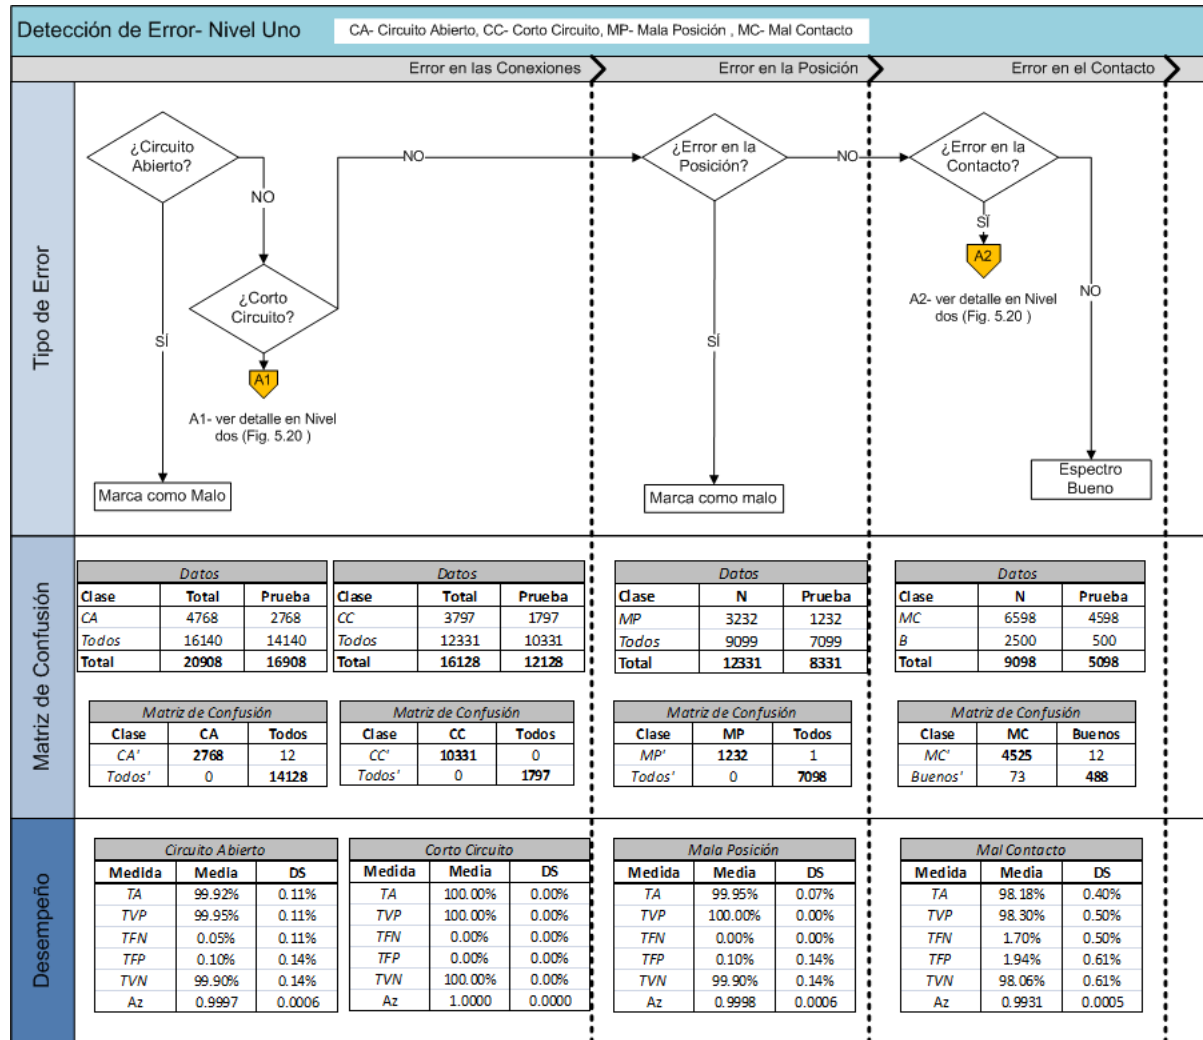 Detección de Error- Nivel Uno
CA- Circuito Abierto, CC- Corto Circuito, MP- Mala Posición , MC- Mal Contacto
Error en las Conexiones
Error en la Posición
Error en el Contacto
Tipo de Error
¿Circuito
Abierto?
NO
SÍ
¿Corto
Circuito?
NO
A1
A1- ver detalle en Nivel
dos (Fig. 5.20 )
Marca como Malo
¿Error en la
Posición?
NO
SÍ
Marca como malo
¿Error en la
Contacto?
SÍ
A2
A2- ver detalle en Nivel
dos (Fig. 5.20 )
NO
Espectro
Bueno
Matriz de Confusión
Datos
Clase Total Prueba
CA 4768 2768
Todos 16140 14140
Total 20908 16908
Datos
Clase Total Prueba
CC 3797 1797
Todos 12331 10331
Total 16128 12128
Datos
Clase N Prueba
MP 3232 1232
Todos 9099 7099
Total 12331 8331
Datos
Clase N Prueba
MC 6598 4598
B 2500 500
Total 9098 5098
Matriz de Confusión
Clase CA Todos
CA' 2768 12
Todos' 0 14128
Matriz de Confusión
Clase CC Todos
CC' 10331 0
Todos' 0 1797
Matriz de Confusión
Clase MP Todos
MP' 1232 1
Todos' 0 7098
Matriz de Confusión
Clase MC Buenos
MC' 4525 12
Buenos' 73 488
Desempeño
Circuito Abierto
Medida Media DS
TA 99.92% 0.11%
TVP 99.95% 0.11%
TFN 0.05% 0.11%
TFP 0.10% 0.14%
TVN 99.90% 0.14%
Az 0.9997 0.0006
Corto Circuito
Medida Media DS
TA 100.00% 0.00%
TVP 100.00% 0.00%
TFN 0.00% 0.00%
TFP 0.00% 0.00%
TVN 100.00% 0.00%
Az 1.0000 0.0000
Mala Posición
Medida Media DS
TA 99.95% 0.07%
TVP 100.00% 0.00%
TFN 0.00% 0.00%
TFP 0.10% 0.14%
TVN 99.90% 0.14%
Az 0.9998 0.0006
Mal Contacto
Medida Media DS
TA 98.18% 0.40%
TVP 98.30% 0.50%
TFN 1.70% 0.50%
TFP 1.94% 0.61%
TVN 98.06% 0.61%
Az 0.9931 0.0005